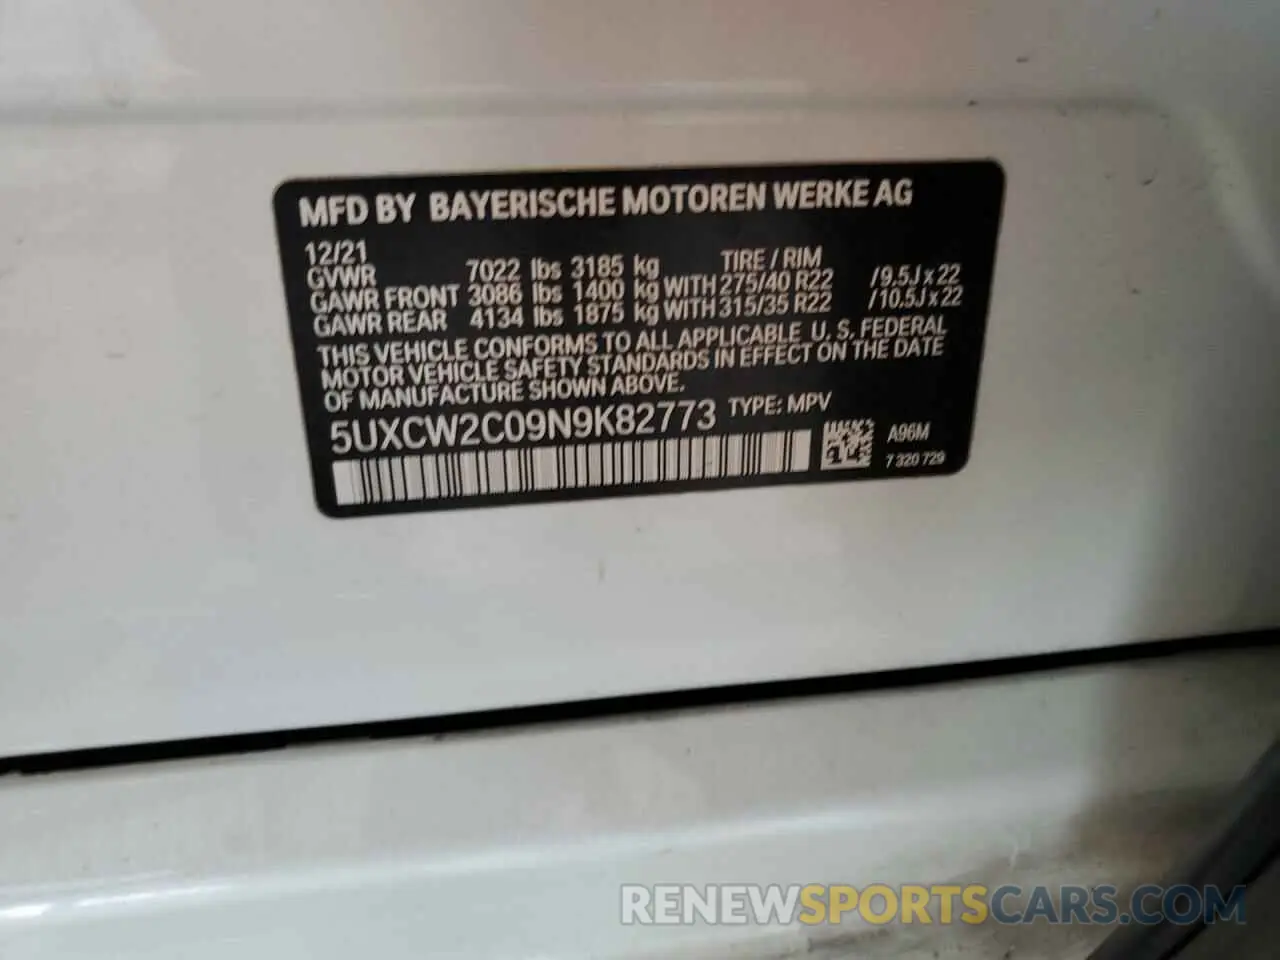 MFD BY BAYERISCHE MOTOREN WERKE AG
12/21
GVWR 7022 lbs 3185 kg TIRE / RIM
GAWR FRONT 3086 lbs 1400 kg WITH 275/40 R22 /9.5J x 22
GAWR REAR 4134 lbs 1875 kg WITH 315/35 R22 /10.5J x 22
THIS VEHICLE CONFORMS TO ALL APPLICABLE U. S. FEDERAL
MOTOR VEHICLE SAFETY STANDARDS IN EFFECT ON THE DATE
OF MANUFACTURE SHOWN ABOVE.
5UXCW2C09N9K82773 TYPE: MPV
A96M
7 320 729
RENEWSPORTSCARS.COM